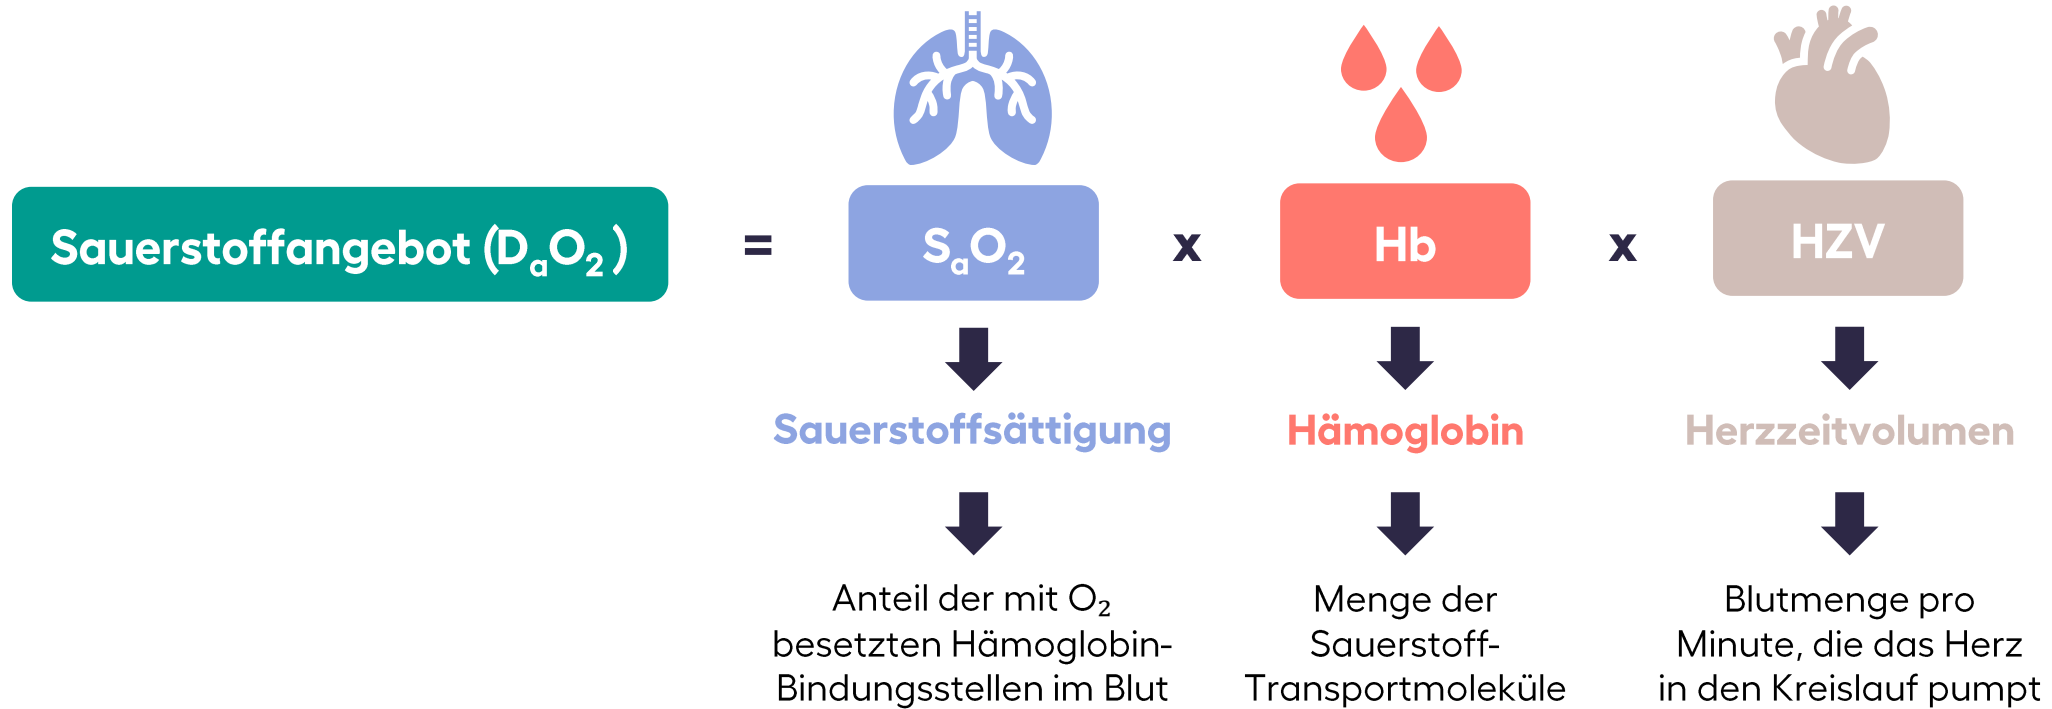 Sauerstoffangebot (DₐO₂) = SₐO₂ x Hb x HZV
Sauerstoffsättigung
Hämoglobin
Herzzeitvolumen
Anteil der mit O₂
besetzten Hämoglobin-
Bindungsstellen im Blut
Menge der
Sauerstoff-
Transportmoleküle
Blutmenge pro
Minute, die das Herz
in den Kreislauf pumpt